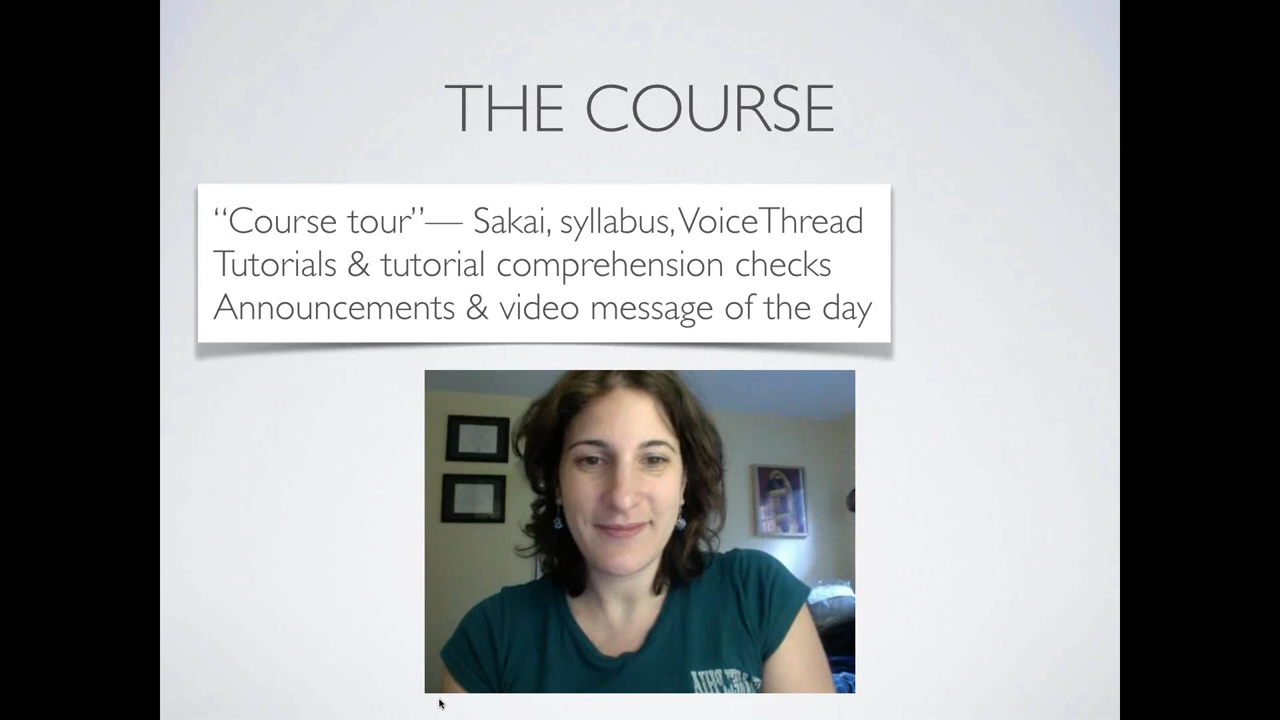 THE COURSE
“Course tour”— Sakai, syllabus, VoiceThread
Tutorials & tutorial comprehension checks
Announcements & video message of the day